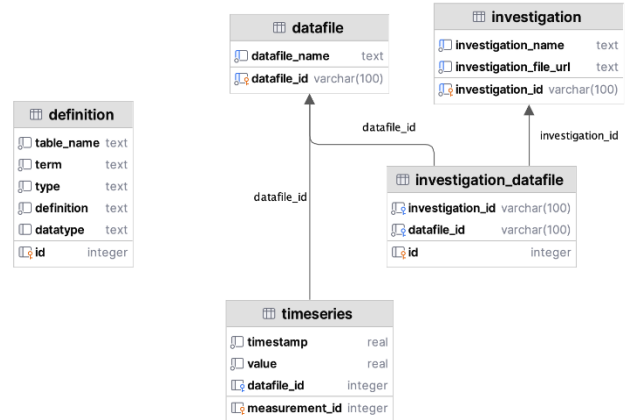 datafile
datafile_name text
datafile_id varchar(100)
investigation
investigation_name text
investigation_file_url text
investigation_id varchar(100)
definition
table_name text
term text
type text
definition text
datatype text
id integer
datafile_id
investigation_id
investigation_datafile
investigation_id varchar(100)
datafile_id varchar(100)
id integer
datafile_id
timeseries
timestamp real
value real
datafile_id integer
measurement_id integer